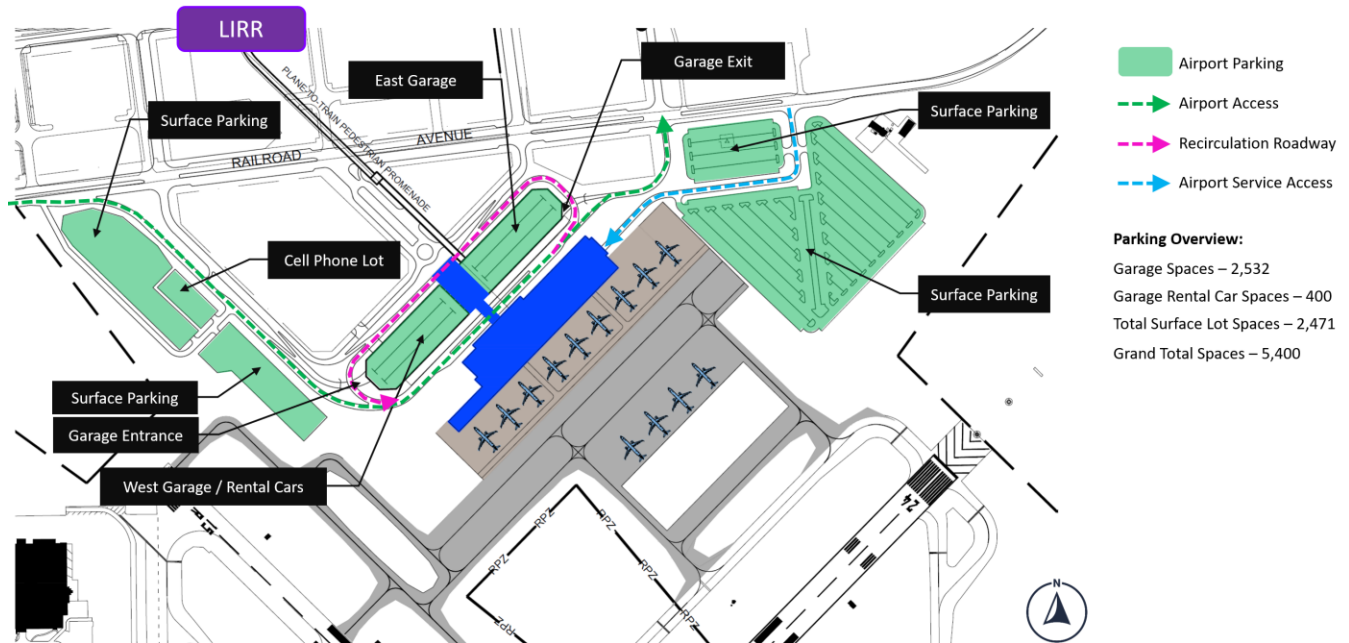 LIRR
East Garage
Garage Exit
Surface Parking
Surface Parking
PLANE-TO-TRAIN PEDESTRIAN PROMENADE
RAILROAD AVENUE
Cell Phone Lot
Surface Parking
Surface Parking
Garage Entrance
West Garage / Rental Cars
24
RPZ
RPZ
RPZ
RPZ
RPZ
RPZ
N
Airport Parking
Airport Access
Recirculation Roadway
Airport Service Access
Parking Overview:
Garage Spaces – 2,532
Garage Rental Car Spaces – 400
Total Surface Lot Spaces – 2,471
Grand Total Spaces – 5,400